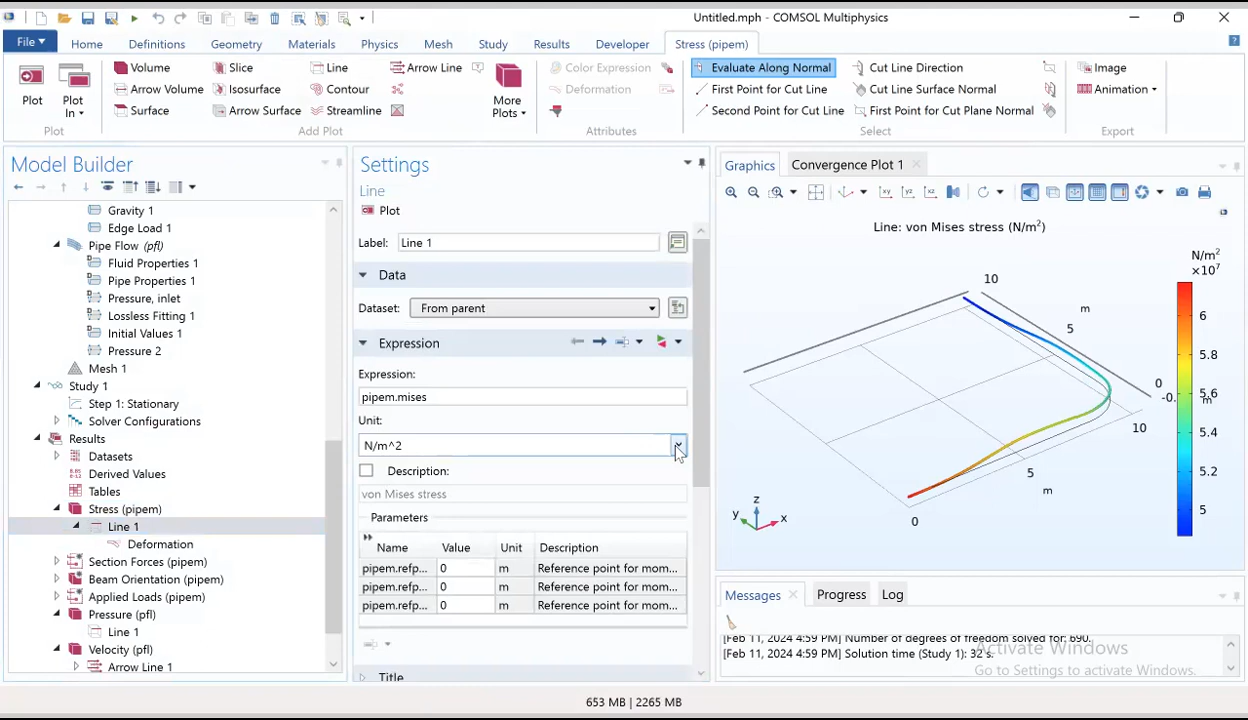 Untitled.mph - COMSOL Multiphysics
File
Home
Definitions
Geometry
Materials
Physics
Mesh
Study
Results
Developer
Stress (pipem)
Plot
Plot In
Volume
Arrow Volume
Surface
Slice
Isosurface
Arrow Surface
Line
Contour
Streamline
Arrow Line
More Plots
Color Expression
Deformation
Evaluate Along Normal
First Point for Cut Line
Second Point for Cut Line
Cut Line Direction
Cut Line Surface Normal
First Point for Cut Plane Normal
Image
Animation
Plot
Add Plot
Attributes
Select
Export
Model Builder
Gravity 1
Edge Load 1
Pipe Flow (pfl)
Fluid Properties 1
Pipe Properties 1
Pressure, inlet
Lossless Fitting 1
Initial Values 1
Pressure 2
Mesh 1
Study 1
Step 1: Stationary
Solver Configurations
Results
Datasets
Derived Values
Tables
Stress (pipem)
Line 1
Deformation
Section Forces (pipem)
Beam Orientation (pipem)
Applied Loads (pipem)
Pressure (pfl)
Line 1
Velocity (pfl)
Arrow Line 1
Settings
Line
Plot
Label: Line 1
Data
Dataset: From parent
Expression
Expression:
pipem.mises
Unit:
N/m^2
Description:
von Mises stress
Parameters
Name Value Unit Description
pipem.refp... 0 m Reference point for mom...
pipem.refp... 0 m Reference point for mom...
pipem.refp... 0 m Reference point for mom...
Title
Graphics
Convergence Plot 1
xy yz xz
Line: von Mises stress (N/m²)
N/m²
×10⁷
6
5.8
5.6
5.4
5.2
5
10
m
5
0
-0.
m
10
5
m
0
z
y x
Messages
Progress
Log
[Feb 11, 2024 4:59 PM] Number of degrees of freedom solved for: 690.
[Feb 11, 2024 4:59 PM] Solution time (Study 1): 32 s.
Activate Windows
Go to Settings to activate Windows.
653 MB | 2265 MB